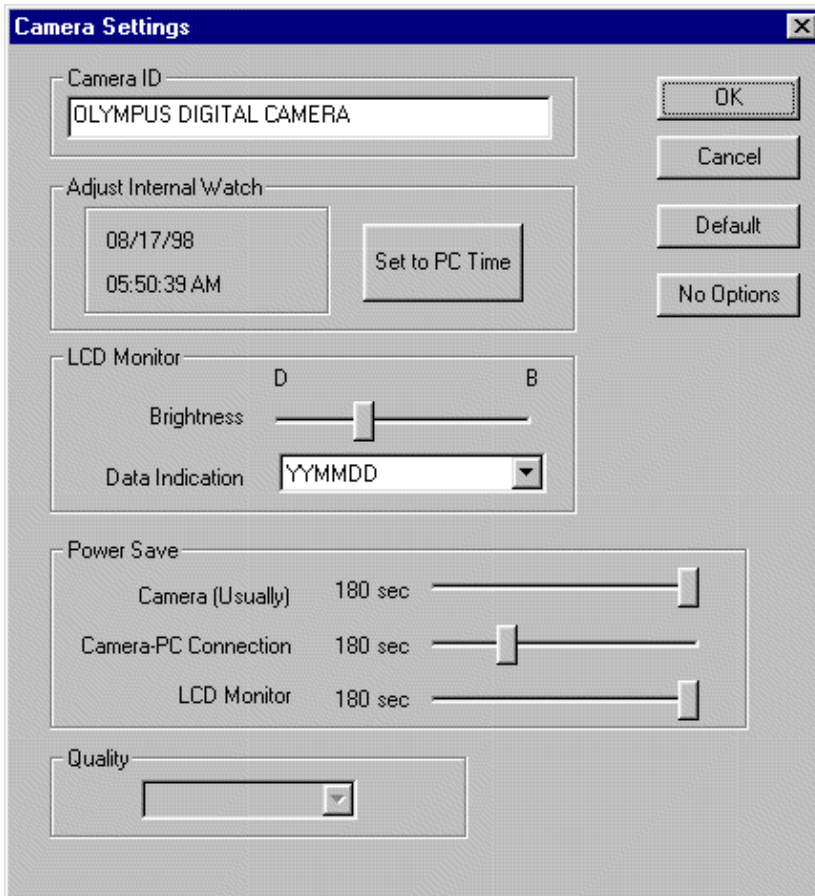 Camera Settings
Camera ID
OLYMPUS DIGITAL CAMERA
OK
Cancel
Adjust Internal Watch
08/17/98
05:50:39 AM
Set to PC Time
Default
No Options
LCD Monitor
D B
Brightness
Data Indication YYMMDD
Power Save
Camera (Usually) 180 sec
Camera-PC Connection 180 sec
LCD Monitor 180 sec
Quality